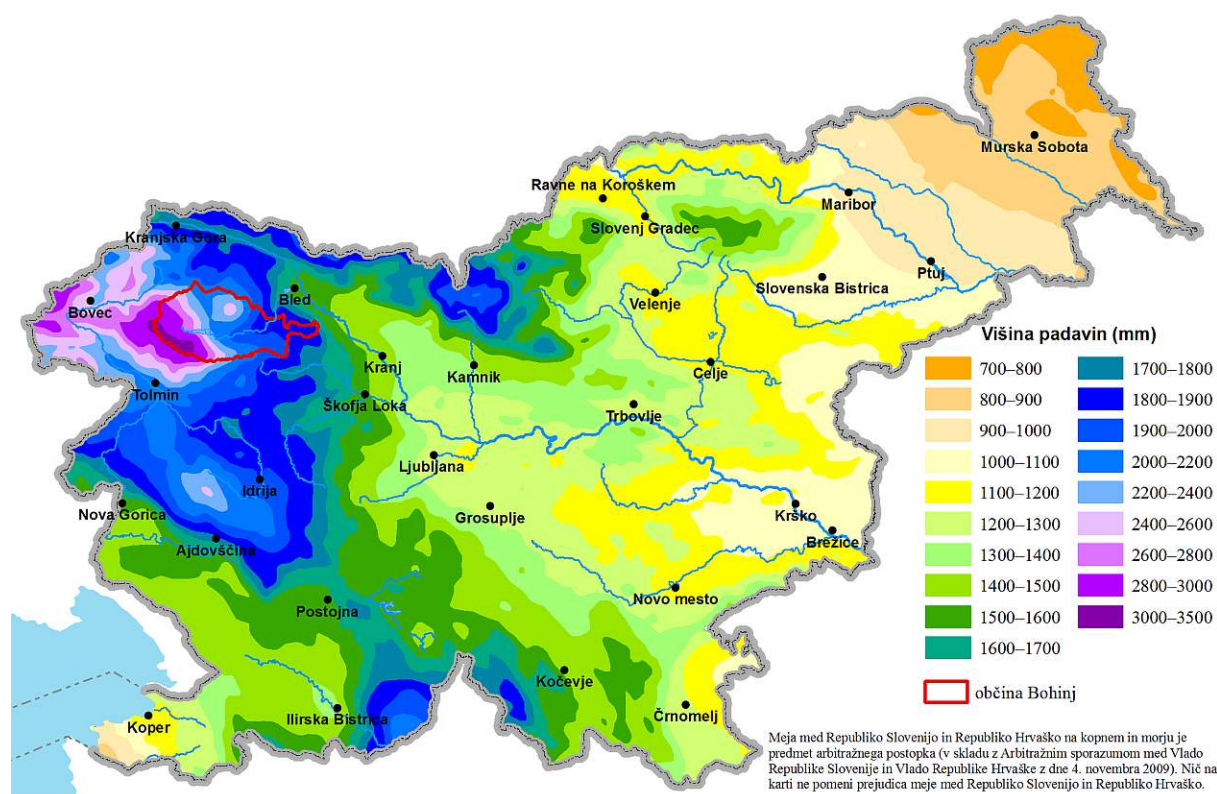 Murska Sobota
Ravne na Koroškem
Maribor
Slovenj Gradec
Kranjska Gora
Ptuj
Slovenska Bistrica
Bled
Velenje
Bovec
Kranj
Celje
Kamnik
Tolmin
Škofja Loka
Trbovlje
Ljubljana
Idrija
Nova Gorica
Grosuplje
Krško
Brežice
Ajdovščina
Novo mesto
Postojna
Kočevje
Koper
Ilirska Bistrica
Črnomelj
Višina padavin (mm)
700–800
800–900
900–1000
1000–1100
1100–1200
1200–1300
1300–1400
1400–1500
1500–1600
1600–1700
1700–1800
1800–1900
1900–2000
2000–2200
2200–2400
2400–2600
2600–2800
2800–3000
3000–3500
občina Bohinj
Meja med Republiko Slovenijo in Republiko Hrvaško na kopnem in morju je
predmet arbitražnega postopka (v skladu z Arbitražnim sporazumom med Vlado
Republike Slovenije in Vlado Republike Hrvaške z dne 4. novembra 2009). Nič na
karti ne pomeni prejudica meje med Republiko Slovenijo in Republiko Hrvaško.